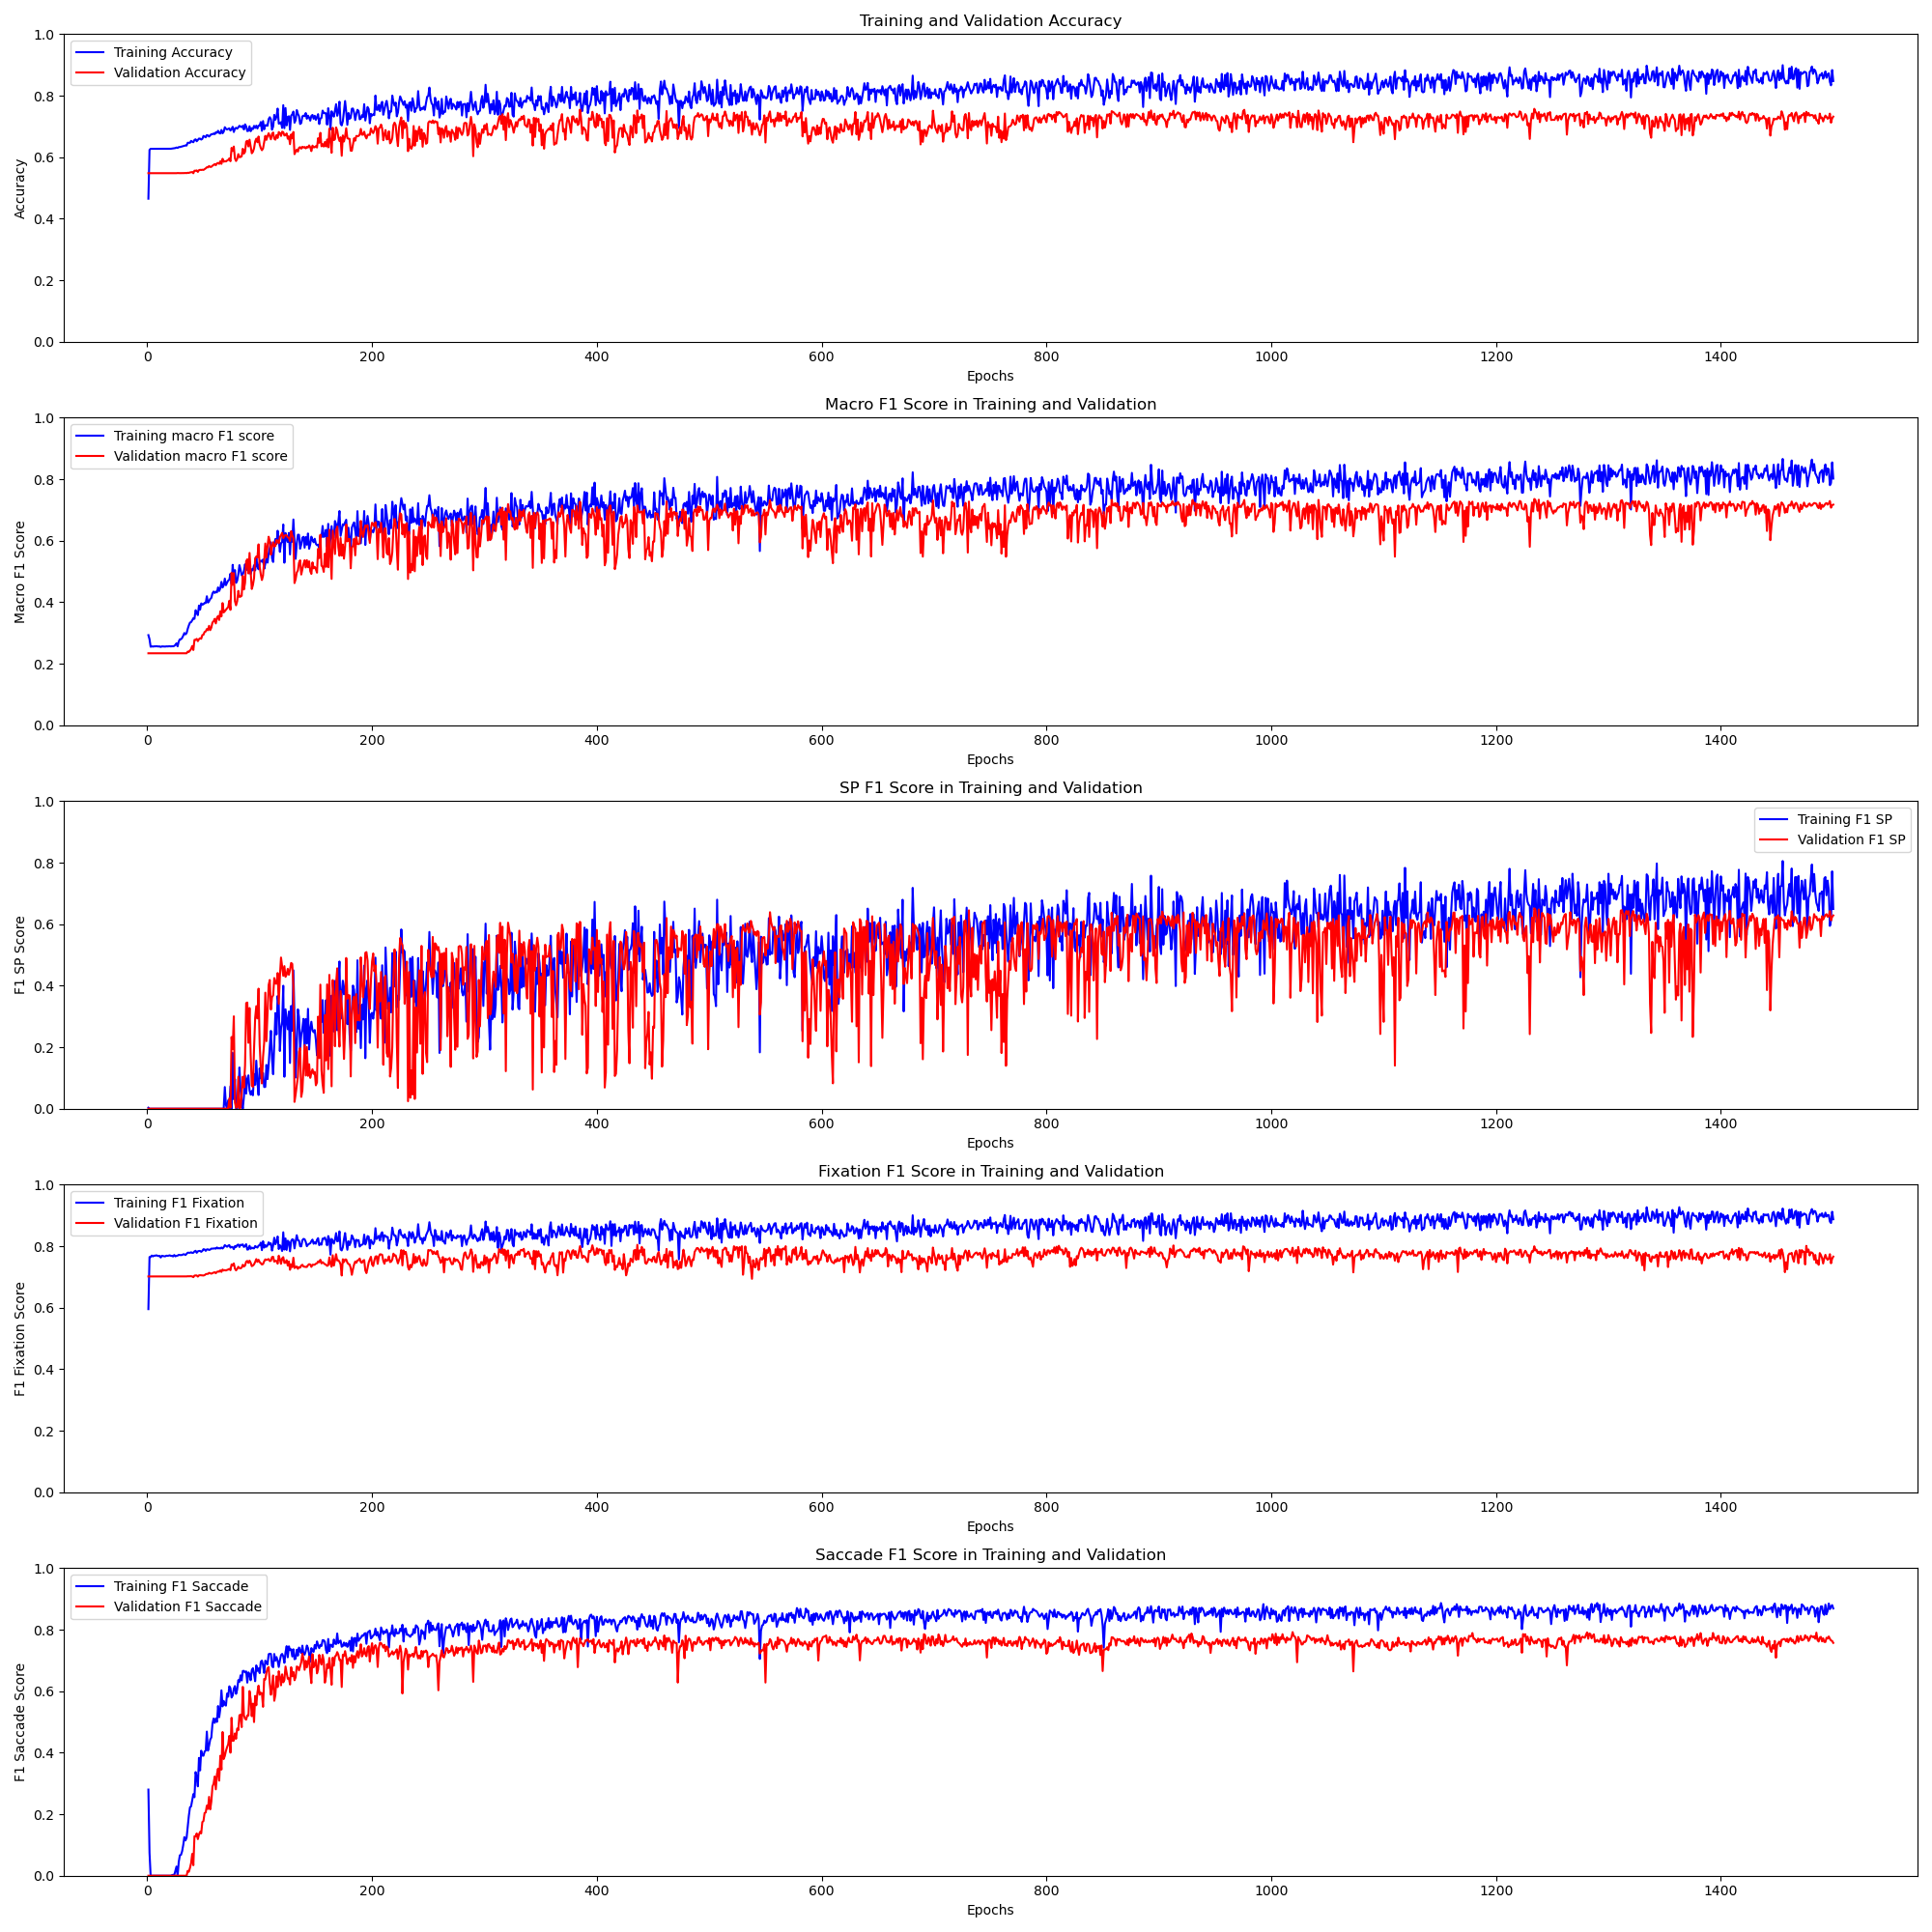 Training and Validation Accuracy
Training Accuracy
Validation Accuracy
Accuracy
1.0
0.8
0.6
0.4
0.2
0.0
0 200 400 600 800 1000 1200 1400
Epochs
Macro F1 Score in Training and Validation
Training macro F1 score
Validation macro F1 score
Macro F1 Score
1.0
0.8
0.6
0.4
0.2
0.0
0 200 400 600 800 1000 1200 1400
Epochs
SP F1 Score in Training and Validation
Training F1 SP
Validation F1 SP
F1 SP Score
1.0
0.8
0.6
0.4
0.2
0.0
0 200 400 600 800 1000 1200 1400
Epochs
Fixation F1 Score in Training and Validation
Training F1 Fixation
Validation F1 Fixation
F1 Fixation Score
1.0
0.8
0.6
0.4
0.2
0.0
0 200 400 600 800 1000 1200 1400
Epochs
Saccade F1 Score in Training and Validation
Training F1 Saccade
Validation F1 Saccade
F1 Saccade Score
1.0
0.8
0.6
0.4
0.2
0.0
0 200 400 600 800 1000 1200 1400
Epochs